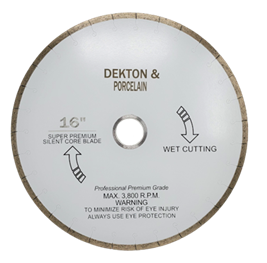 DEKTON &
PORCELAIN
16"
SUPER PREMIUM
SILENT CORE BLADE
WET CUTTING
Professional Premium Grade
MAX. 3,800 R.P.M.
WARNING
TO MINIMIZE RISK OF EYE INJURY
ALWAYS USE EYE PROTECTION